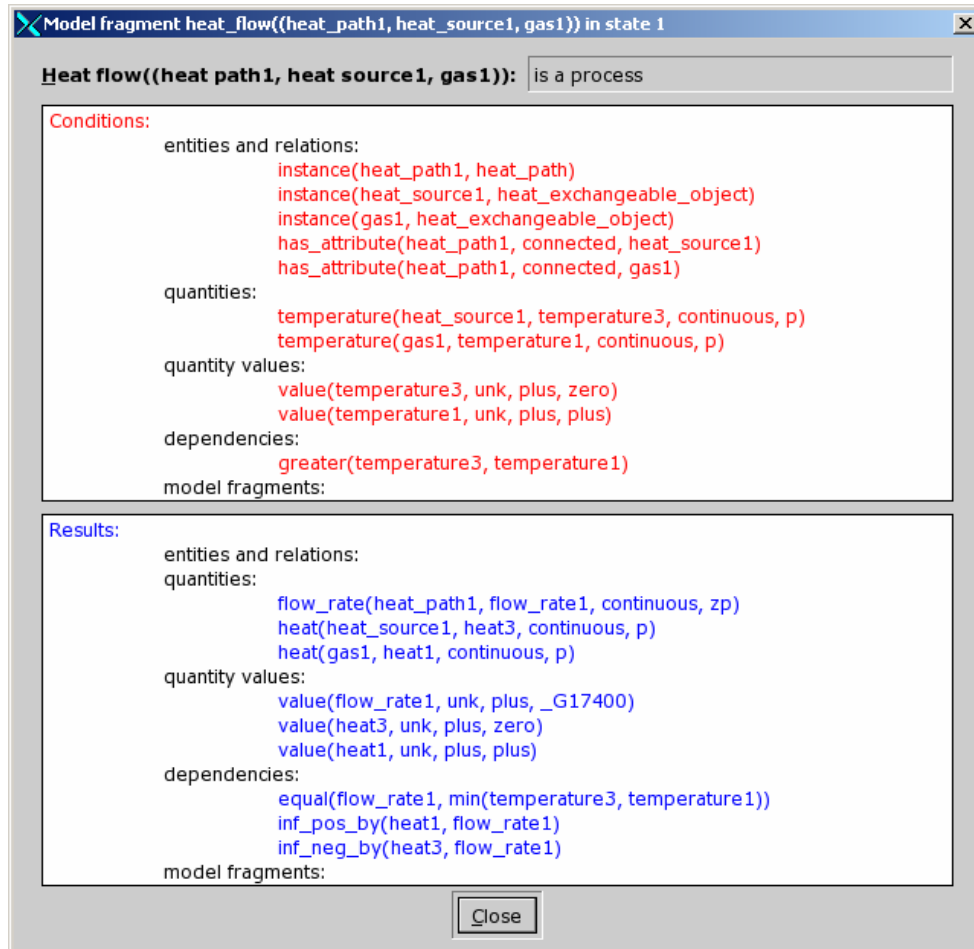 Model fragment heat_flow((heat_path1, heat_source1, gas1)) in state 1
Heat flow((heat path1, heat source1, gas1)): is a process
Conditions:
entities and relations:
instance(heat_path1, heat_path)
instance(heat_source1, heat_exchangeable_object)
instance(gas1, heat_exchangeable_object)
has_attribute(heat_path1, connected, heat_source1)
has_attribute(heat_path1, connected, gas1)
quantities:
temperature(heat_source1, temperature3, continuous, p)
temperature(gas1, temperature1, continuous, p)
quantity values:
value(temperature3, unk, plus, zero)
value(temperature1, unk, plus, plus)
dependencies:
greater(temperature3, temperature1)
model fragments:
Results:
entities and relations:
quantities:
flow_rate(heat_path1, flow_rate1, continuous, zp)
heat(heat_source1, heat3, continuous, p)
heat(gas1, heat1, continuous, p)
quantity values:
value(flow_rate1, unk, plus, _G17400)
value(heat3, unk, plus, zero)
value(heat1, unk, plus, plus)
dependencies:
equal(flow_rate1, min(temperature3, temperature1))
inf_pos_by(heat1, flow_rate1)
inf_neg_by(heat3, flow_rate1)
model fragments:
Close